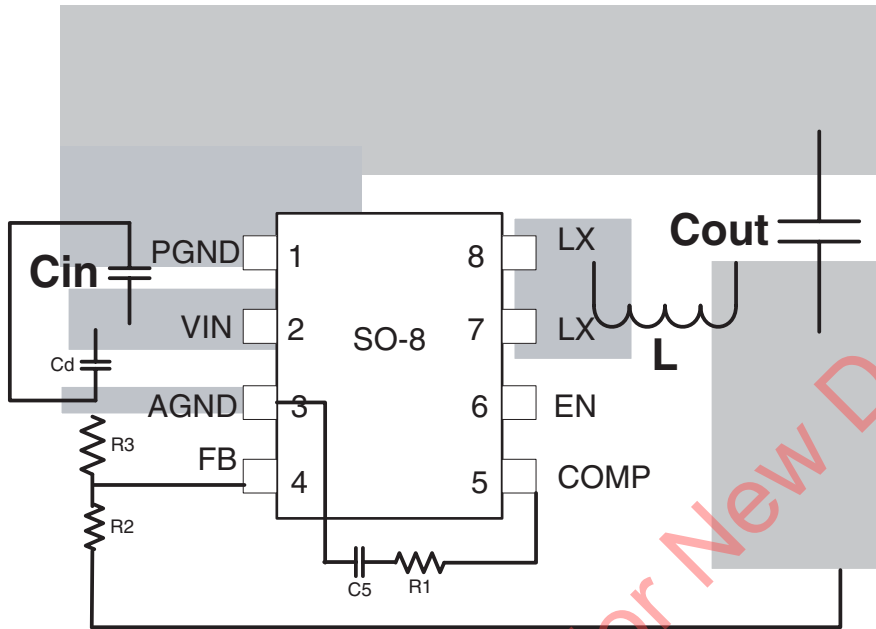 Cout
LX
PGND 1 8
Cin
VIN 2 7 LX
SO-8
L
Cd
AGND 3 6 EN
R3
FB
4 5 COMP
R2
C5 R1
or New D